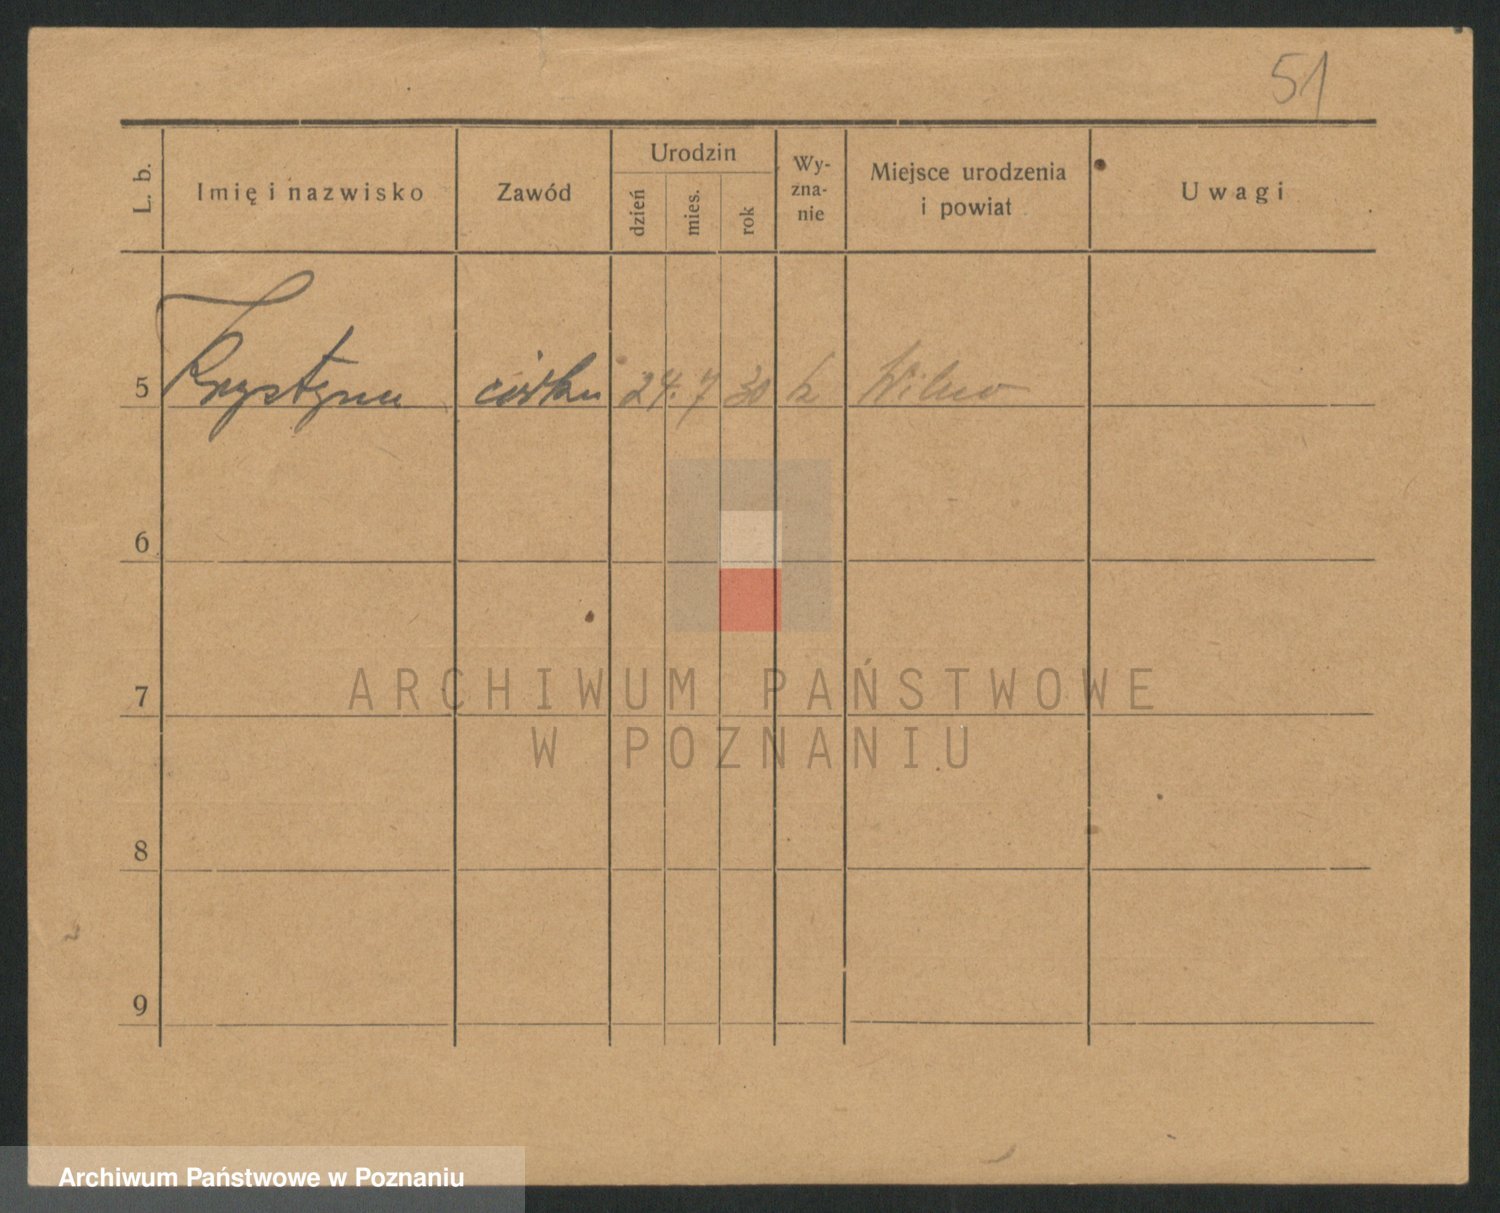 51
L. b.
Imię i nazwisko
Zawód
Urodzin
dzień
mies.
rok
Wy-
zna-
nie
Miejsce urodzenia
i powiat
Uwagi
5 Krystyna córka 24. 7 30 k Wilno
6
7
8
9
ARCHIWUM PAŃSTWOWE
W POZNANIU
Archiwum Państwowe w Poznaniu